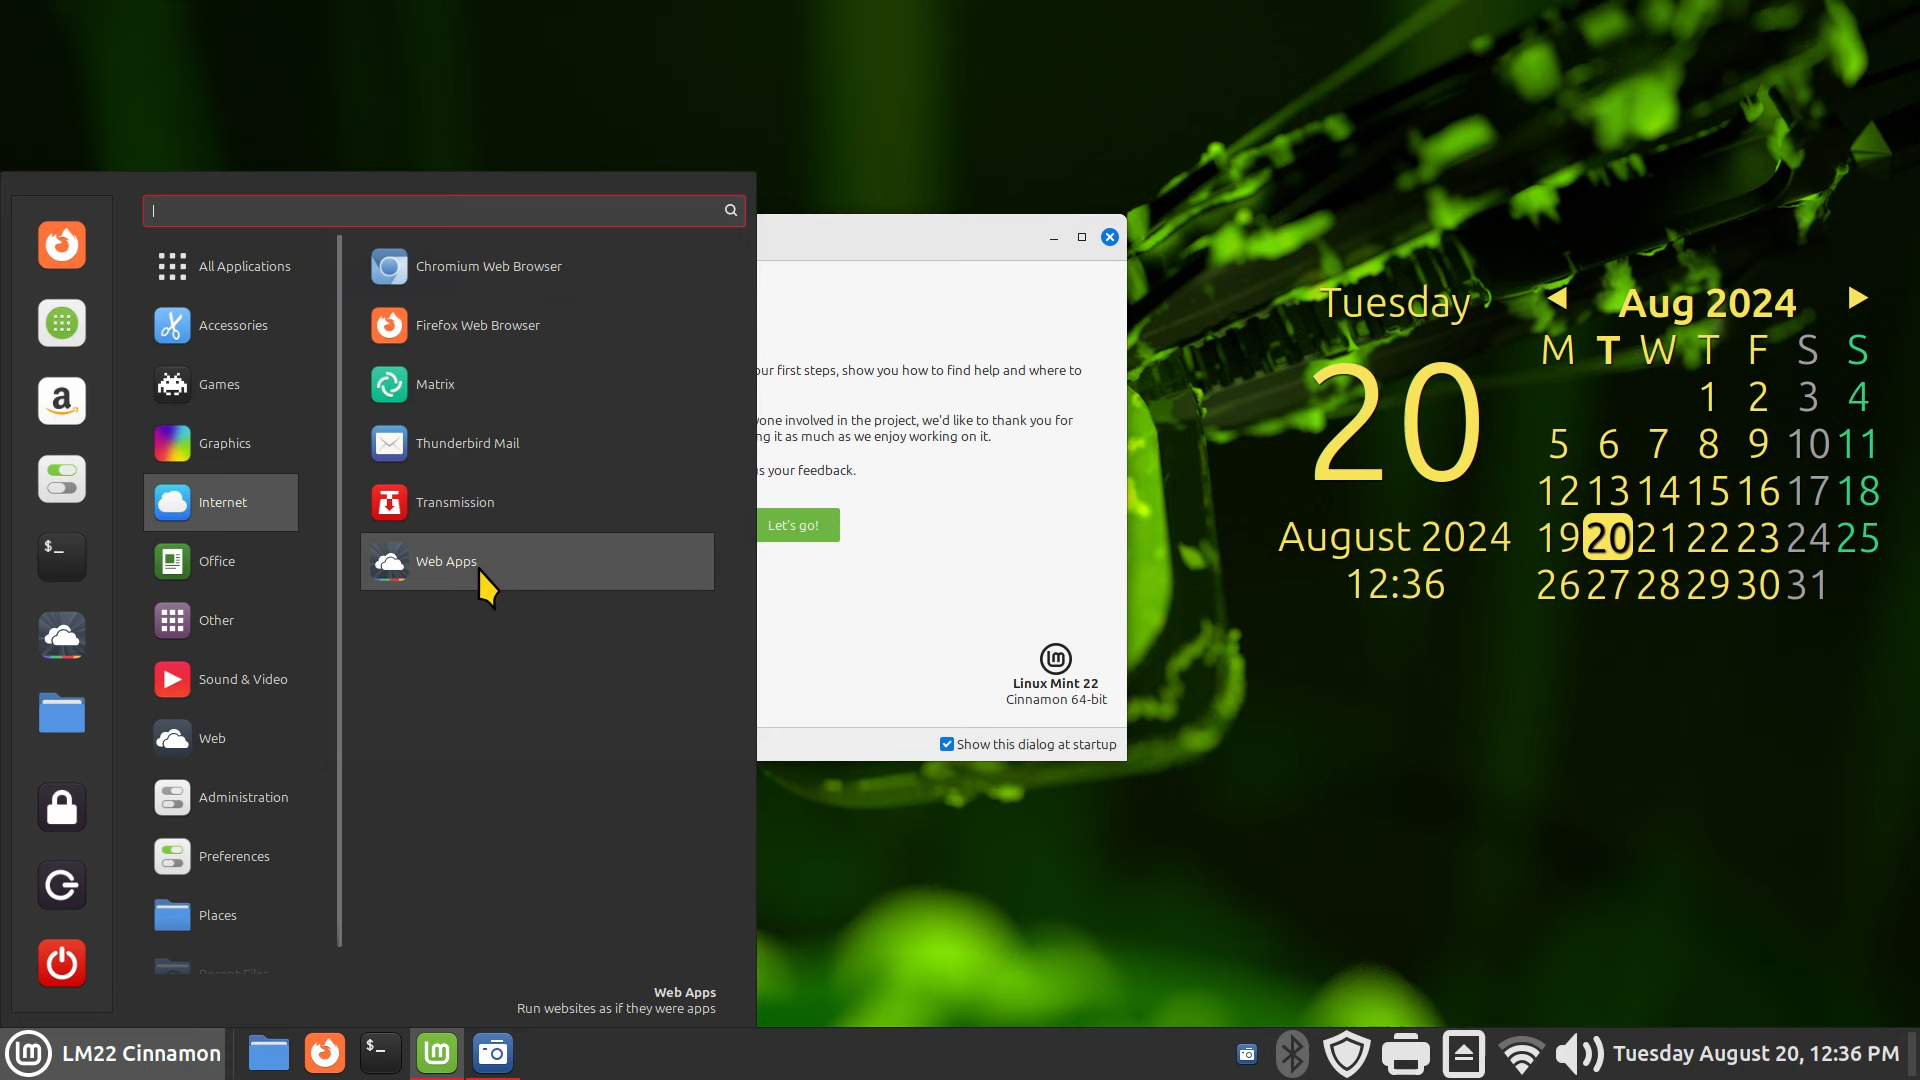 All Applications
Accessories
Games
Graphics
Internet
Office
Other
Sound & Video
Web
Administration
Preferences
Places
Recent Files
Chromium Web Browser
Firefox Web Browser
Matrix
Thunderbird Mail
Transmission
Web Apps
Web Apps
Run websites as if they were apps
our first steps, show you how to find help and where to
yone involved in the project, we'd like to thank you for
ng it as much as we enjoy working on it.
s your feedback.
Let's go!
Linux Mint 22
Cinnamon 64-bit
Show this dialog at startup
Tuesday
20
August 2024
12:36
Aug 2024
M T W T F S S
1 2 3 4
5 6 7 8 9 10 11
12 13 14 15 16 17 18
19 20 21 22 23 24 25
26 27 28 29 30 31
LM22 Cinnamon
Tuesday August 20, 12:36 PM